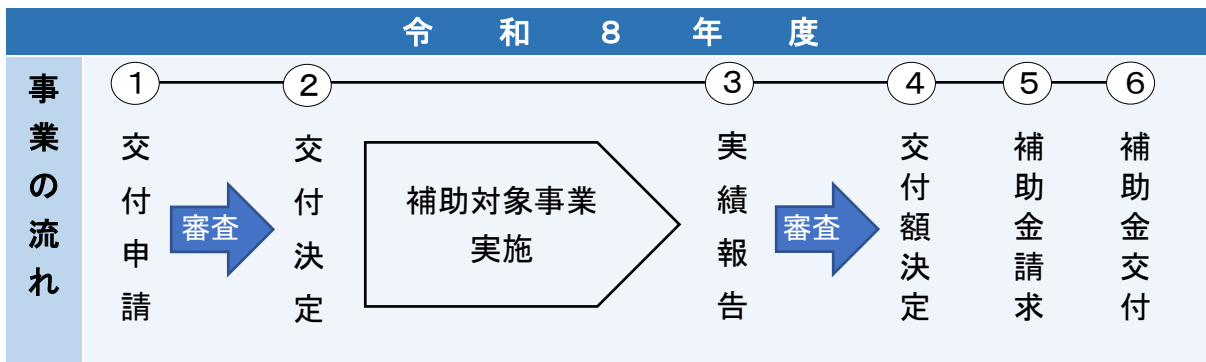 令和８年度
事業の流れ
①
交付申請
審査
②
交付決定
補助対象事業
実施
③
実績報告
審査
④
交付額決定
⑤
補助金請求
⑥
補助金交付